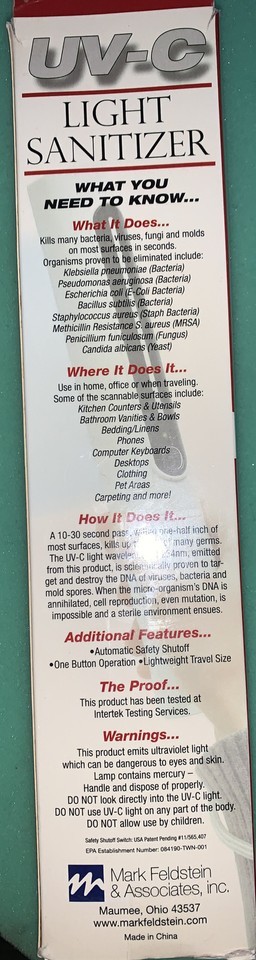 UV-C
LIGHT
SANITIZER
WHAT YOU
NEED TO KNOW...
What It Does...
Kills many bacteria, viruses, fungi and molds
on most surfaces in seconds.
Organisms proven to be eliminated include:
Klebsiella pneumoniae (Bacteria)
Pseudomonas aeruginosa (Bacteria)
Escherichia coli (E-Coli Bacteria)
Bacillus subtilis (Bacteria)
Staphylococcus aureus (Staph Bacteria)
Methicillin Resistance S. aureus (MRSA)
Penicillium funiculosum (Fungus)
Candida albicans (Yeast)
Where It Does It...
Use in home, office or when traveling.
Some of the scannable surfaces include:
Kitchen Counters & Utensils
Bathroom Vanities & Bowls
Bedding/Linens
Phones
Computer Keyboards
Desktops
Clothing
Pet Areas
Carpeting and more!
How It Does It...
A 10-30 second pass, within one-half inch of
most surfaces, kills up many germs.
The UV-C light emitted
from this product, is scientifically proven to tar-
get and destroy the DNA of viruses, bacteria and
mold spores. When the micro-organism's DNA is
annihilated, cell reproduction, even mutation, is
impossible and a sterile environment ensues.
Additional Features...
•Automatic Safety Shutoff
•One Button Operation •Lightweight Travel Size
The Proof...
This product has been tested at
Intertek Testing Services.
Warnings...
This product emits ultraviolet light
which can be dangerous to eyes and skin.
Lamp contains mercury –
Handle and dispose of properly.
DO NOT look directly into the UV-C light.
DO NOT use UV-C light on any part of the body.
DO NOT allow use by children.
Safety Shutoff Switch: USA Patent Pending #11/565,407
EPA Establishment Number: 084190-TWN-001
Mark Feldstein
& Associates, inc.
Maumee, Ohio 43537
www.markfeldstein.com
Made in China